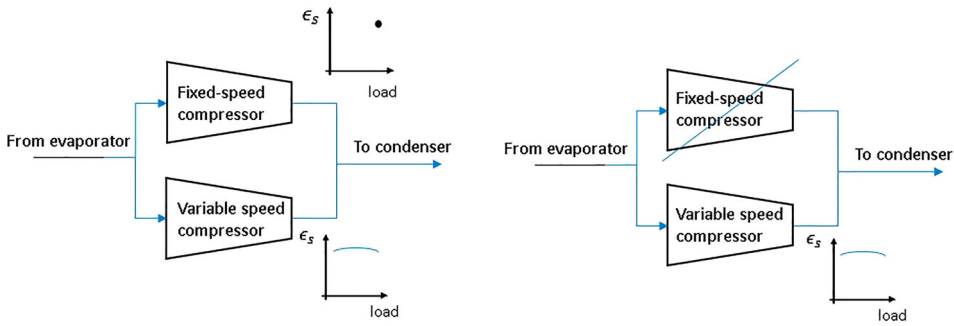 ϵₛ
load
Fixed-speed
compressor
From evaporator
To condenser
Variable speed
compressor
ϵₛ
load
Fixed-speed
compressor
From evaporator
To condenser
Variable speed
compressor
ϵₛ
load